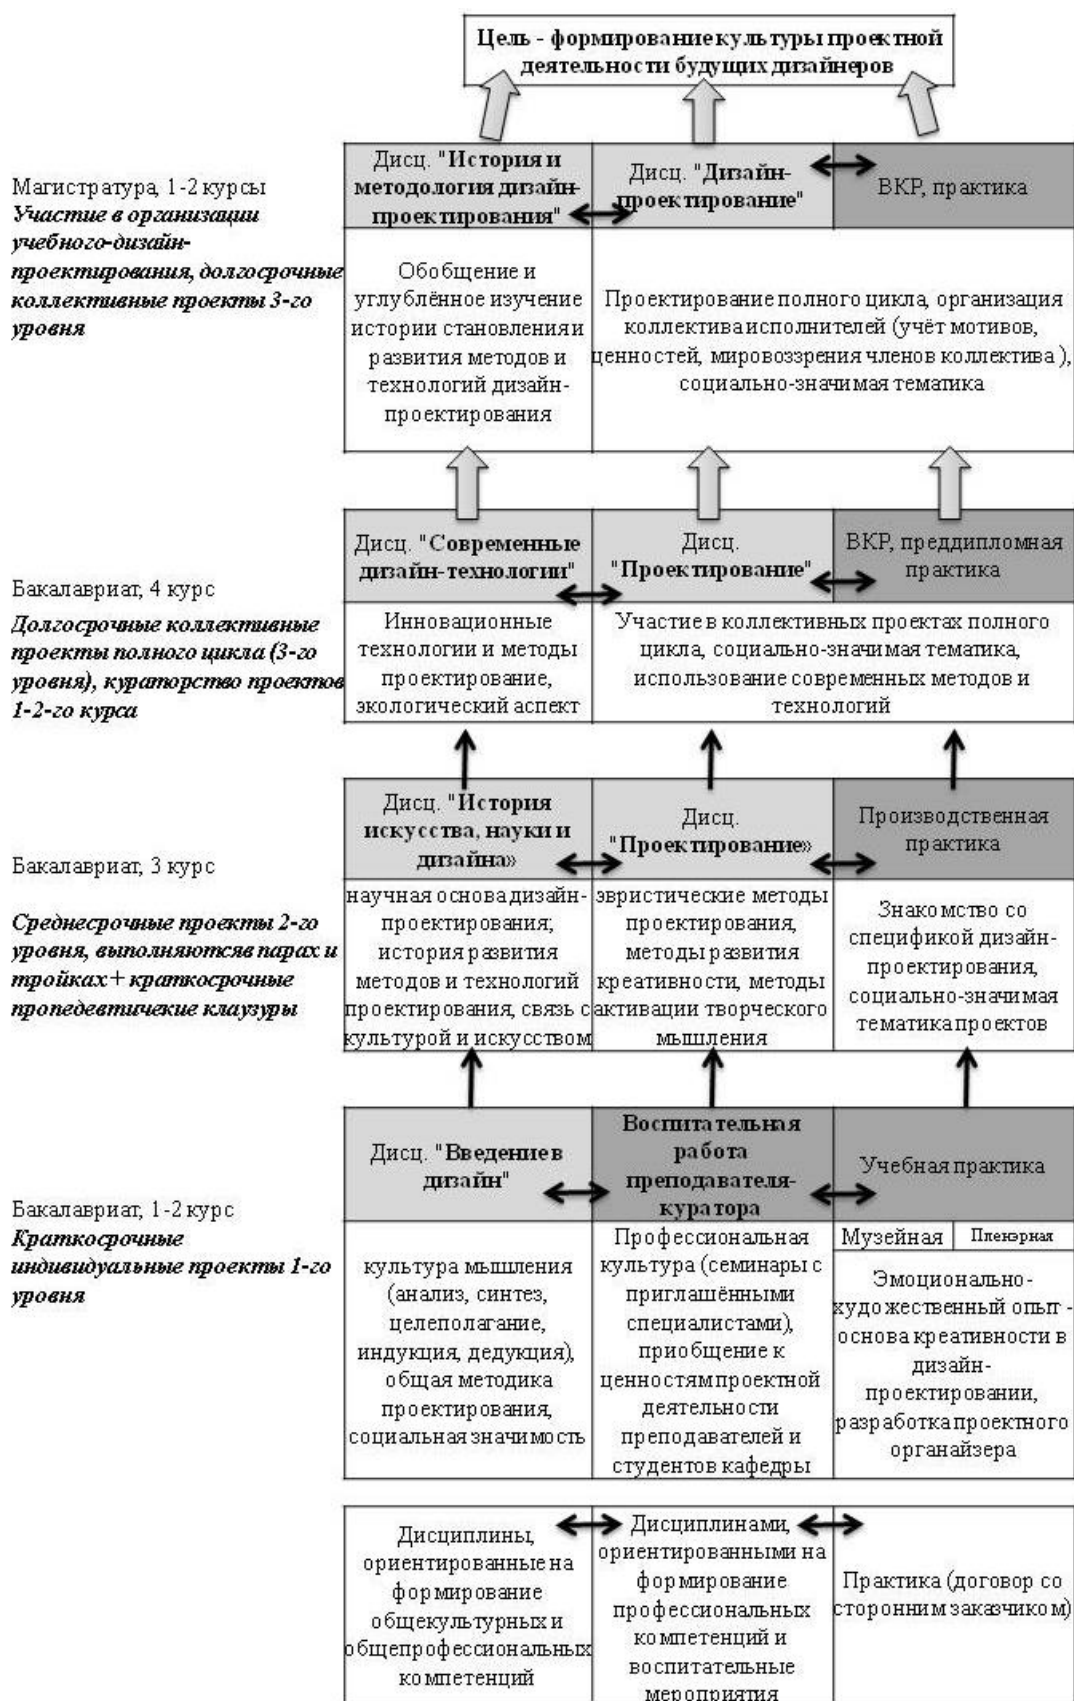 Цель - формирование культуры проектной
деятельности будущих дизайнеров
Магистратура, 1-2 курсы
Участие в организации
учебного-дизайн-
проектирования, долгосрочные
коллективные проекты 3-го
уровня
Дисц. "История и
методология дизайн-
проектирования"
Дисц. "Дизайн-
проектирование"
ВКР, практика
Обобщение и
углублённое изучение
истории становления и
развития методов и
технологий дизайн-
проектирования
Проектирование полного цикла, организация
коллектива исполнителей (учёт мотивов,
ценностей, мировоззрения членов коллектива ),
социально-значимая тематика
Бакалавриат, 4 курс
Долгосрочные коллективные
проекты полного цикла (3-го
уровня), кураторство проектов
1-2-го курса
Дисц. "Современные
дизайн-технологии"
Дисц.
"Проектирование"
ВКР, преддипломная
практика
Инновационные
технологии и методы
проектирование,
экологический аспект
Участие в коллективных проектах полного
цикла, социально-значимая тематика,
использование современных методов и
технологий
Бакалавриат, 3 курс
Среднесрочные проекты 2-го
уровня, выполняются в парах и
тройках + краткосрочные
пропедевтичекие клаузуры
Дисц. "История
искусства, науки и
дизайна»
Дисц.
"Проектирование»
Производственная
практика
научная основа дизайн-
проектирования;
история развития
методов и технологий
проектирования, связь с
культурой и искусством
эвристические методы
проектирования,
методы развития
креативности, методы
активации творческого
мышления
Знакомство со
спецификой дизайн-
проектирования,
социально-значимая
тематика проектов
Бакалавриат, 1-2 курс
Краткосрочные
индивидуальные проекты 1-го
уровня
Дисц. "Введение в
дизайн"
Воспитательная
работа
преподавателя-
куратора
Учебная практика
культура мышления
(анализ, синтез,
целеполагание,
индукция, дедукция),
общая методика
проектирования,
социальная значимость
Профессиональная
культура (семинары с
приглашёнными
специалистами),
приобщение к
ценностям проектной
деятельности
преподавателей и
студентов кафедры
Музейная
Пленэрная
Эмоционально-
художественный опыт -
основа креативности в
дизайн-
проектировании,
разработка проектного
органайзера
Дисциплины,
ориентированные на
формирование
общекультурных и
общепрофессиональных
компетенций
Дисциплинами,
ориентированными на
формирование
профессиональных
компетенций и
воспитательные
мероприятия
Практика (договор со
сторонним заказчиком)